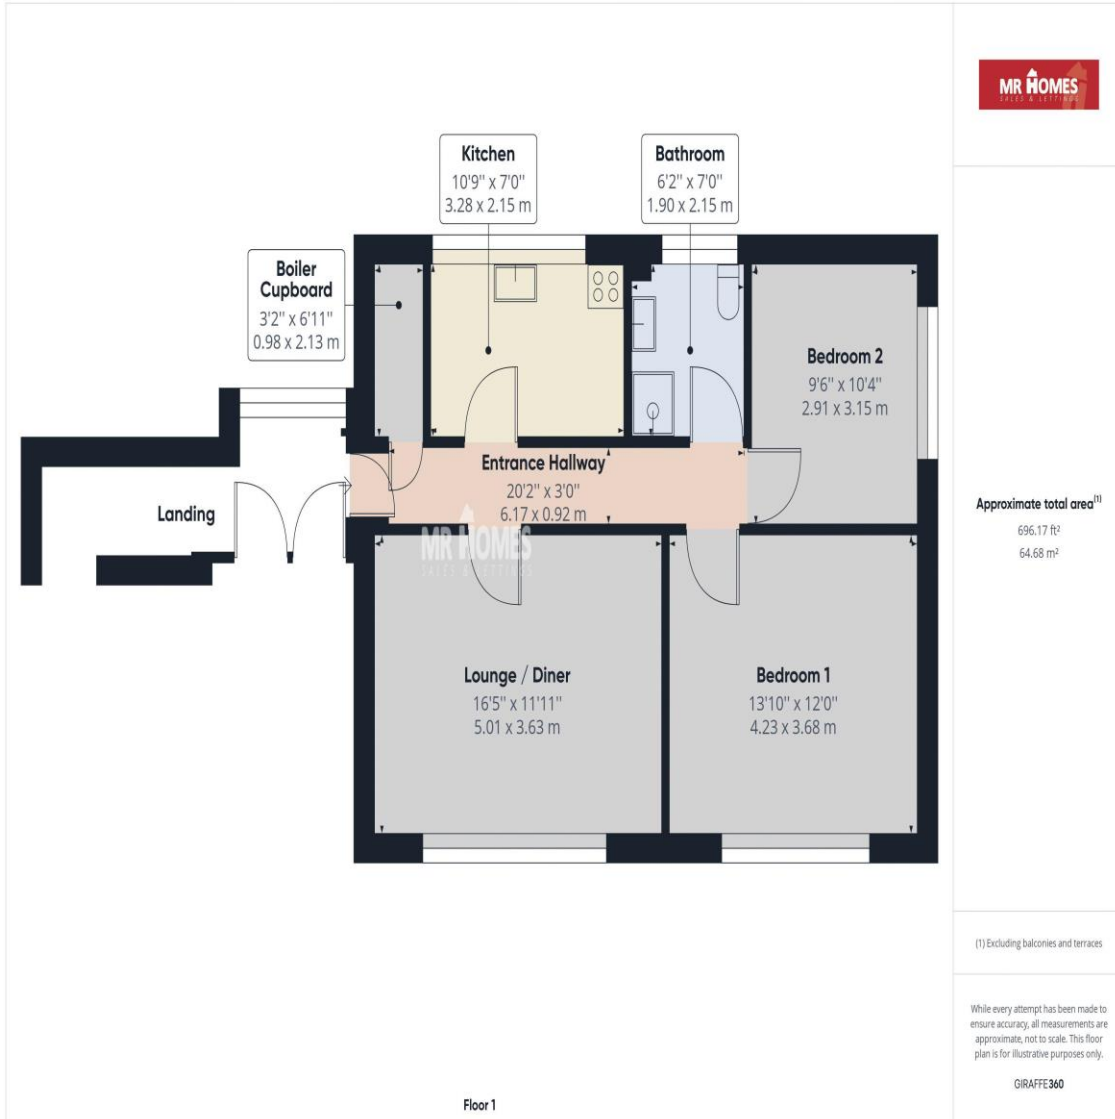 MR HOMES
SALES & LETTINGS
Kitchen
10'9" x 7'0"
3.28 x 2.15 m
Bathroom
6'2" x 7'0"
1.90 x 2.15 m
Boiler
Cupboard
3'2" x 6'11"
0.98 x 2.13 m
Bedroom 2
9'6" x 10'4"
2.91 x 3.15 m
Entrance Hallway
20'2" x 3'0"
6.17 x 0.92 m
Landing
MR HOMES
SALES & LETTINGS
Lounge / Diner
16'5" x 11'11"
5.01 x 3.63 m
Bedroom 1
13'10" x 12'0"
4.23 x 3.68 m
Approximate total area(1)
696.17 ft²
64.68 m²
(1) Excluding balconies and terraces
While every attempt has been made to
ensure accuracy, all measurements are
approximate, not to scale. This floor
plan is for illustrative purposes only.
GIRAFFE360
Floor 1